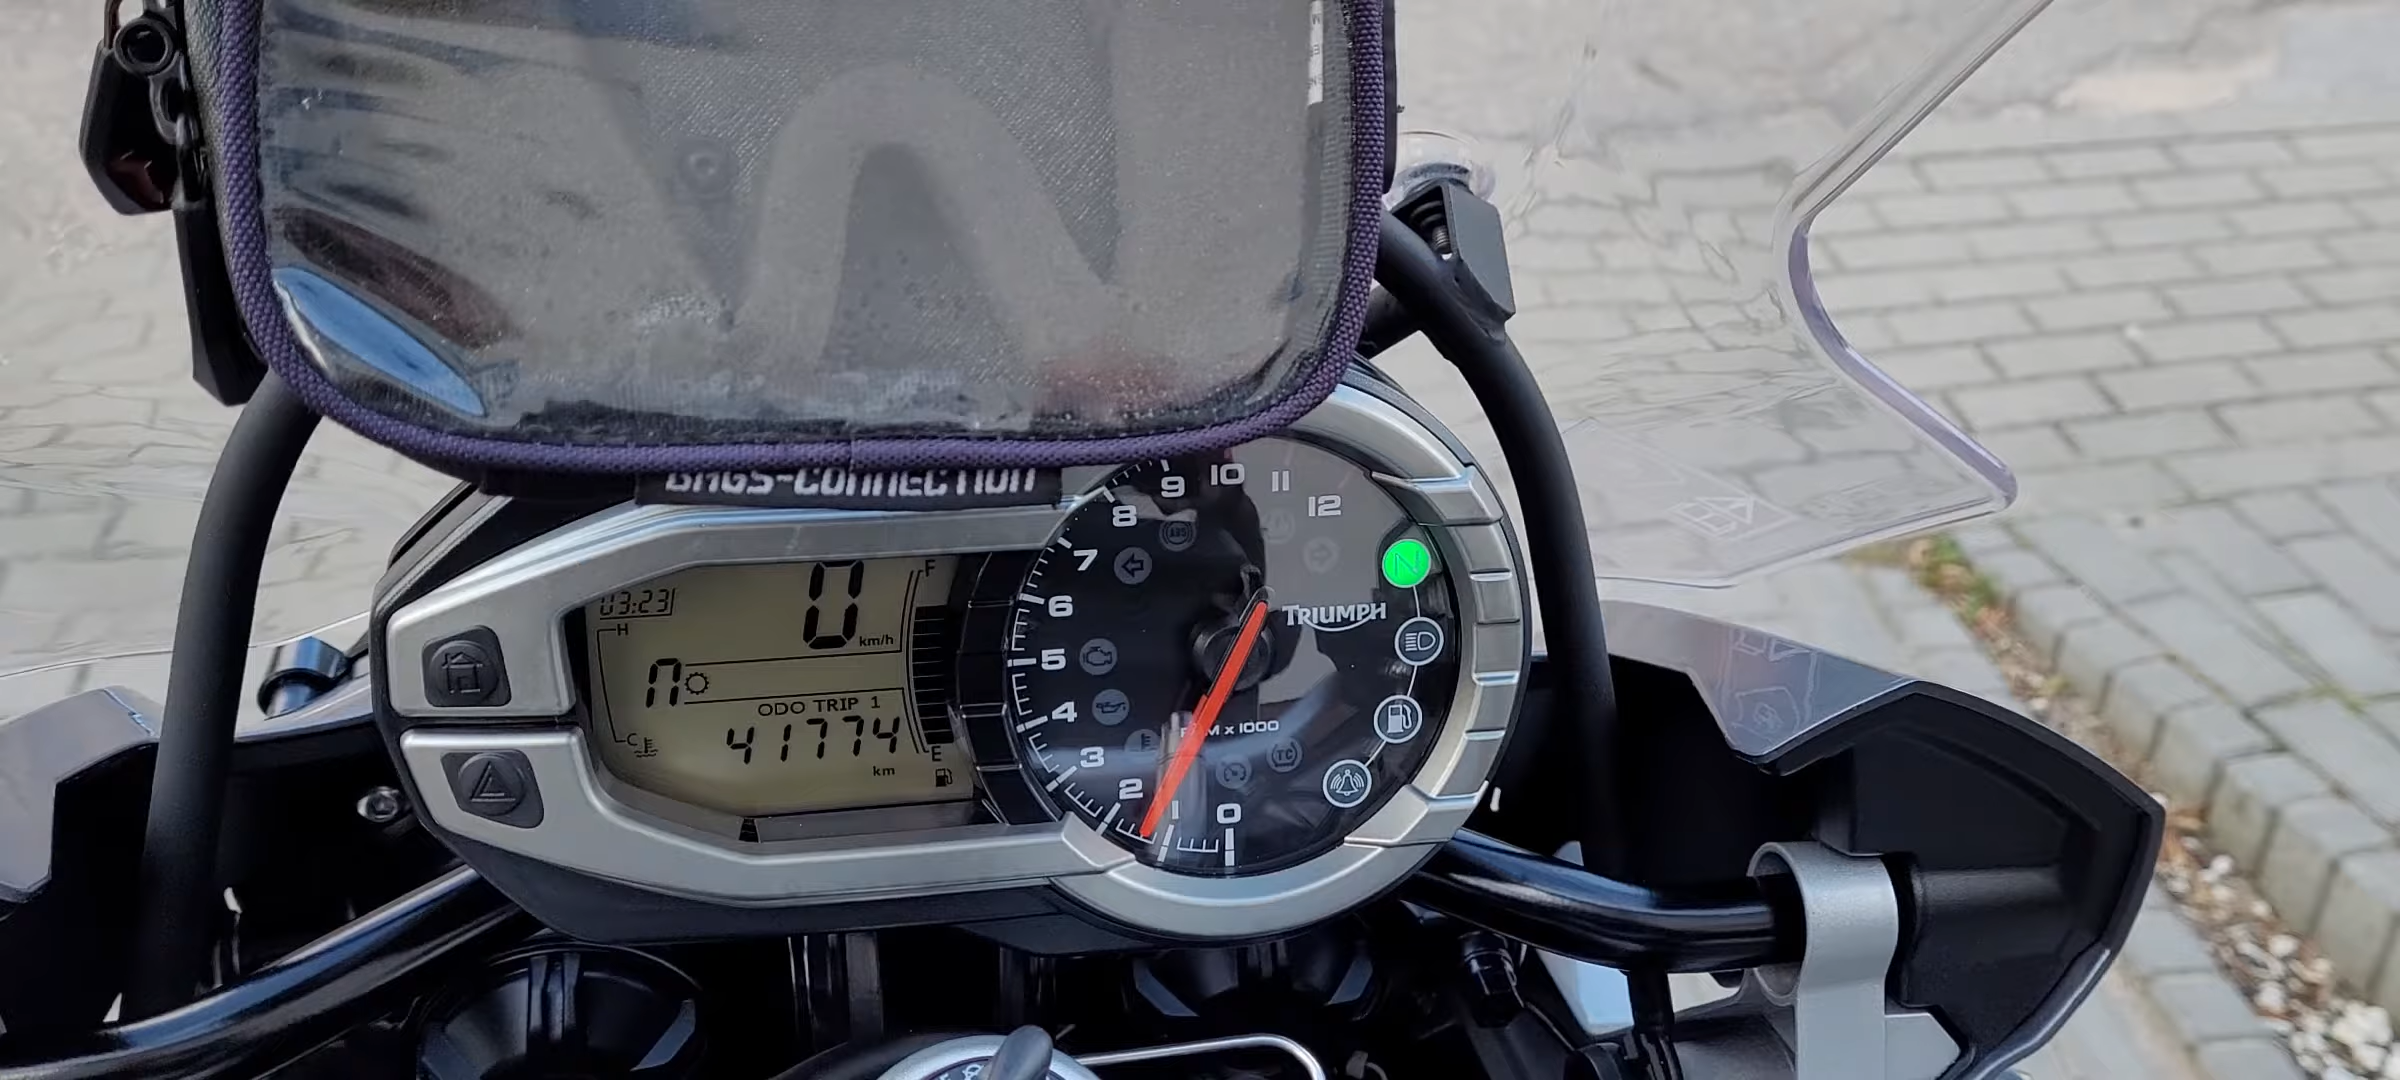 BAGS-CONNECTION
03:23
H
0
km/h
F
n
ODO TRIP 1
41774
km
C
E
12
11
10
9
8
7
6
5
4
3
2
1
0
ABS
N
TRIUMPH
RPM x 1000
TC